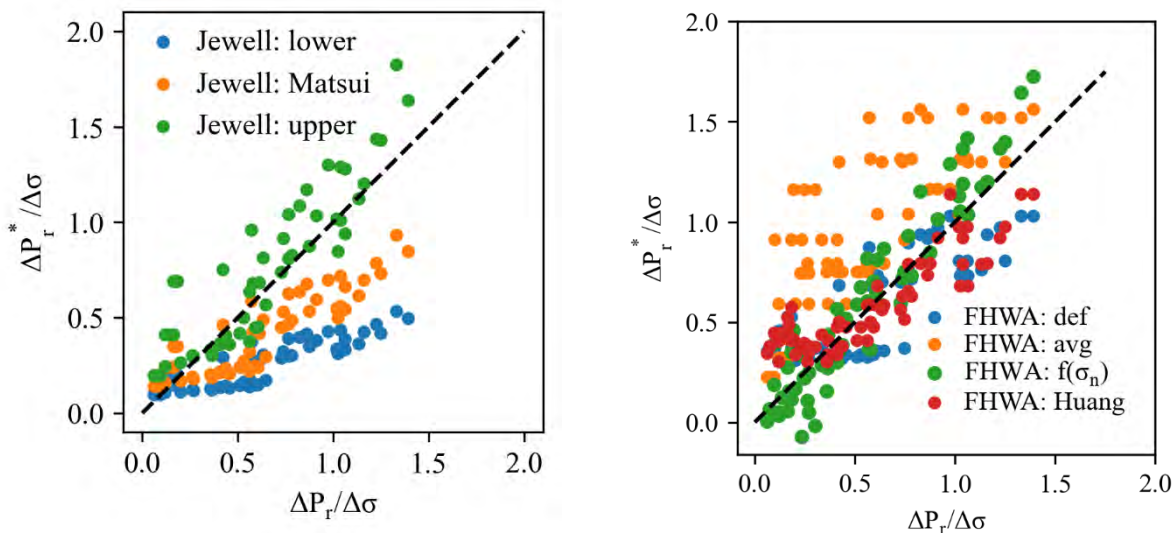 2.0
1.5
1.0
0.5
0.0
ΔP_r^*/Δσ
Jewell: lower
Jewell: Matsui
Jewell: upper
0.0 0.5 1.0 1.5 2.0
ΔP_r/Δσ
2.0
1.5
1.0
0.5
0.0
ΔP_r^*/Δσ
FHWA: def
FHWA: avg
FHWA: f(σ_n)
FHWA: Huang
0.0 0.5 1.0 1.5 2.0
ΔP_r/Δσ